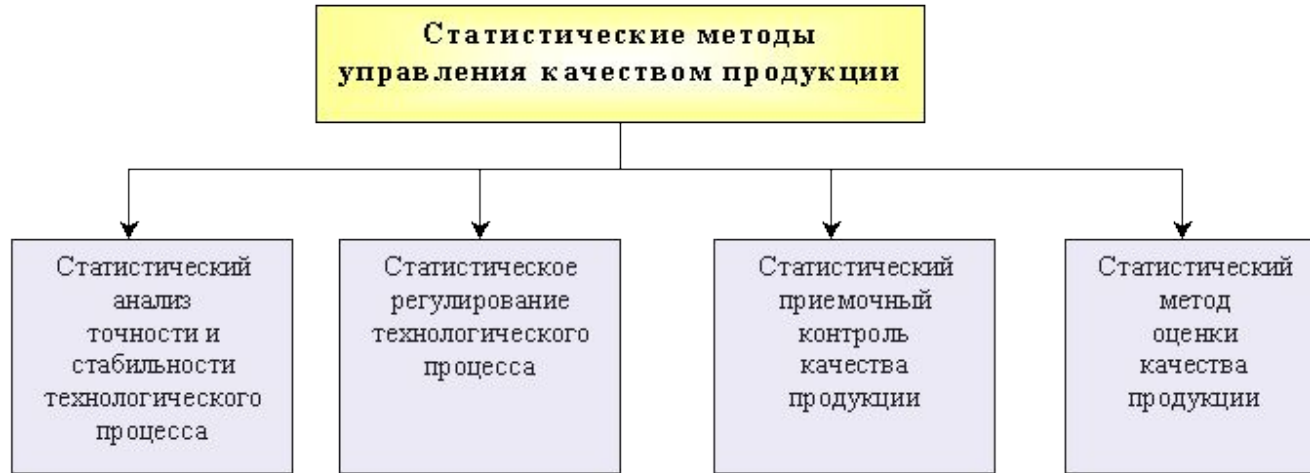 Статистические методы
управления качеством продукции
Статистический
анализ
точности и
стабильности
технологического
процесса
Статистическое
регулирование
технологического
процесса
Статистический
приемочный
контроль
качества
продукции
Статистический
метод
оценки
качества
продукции